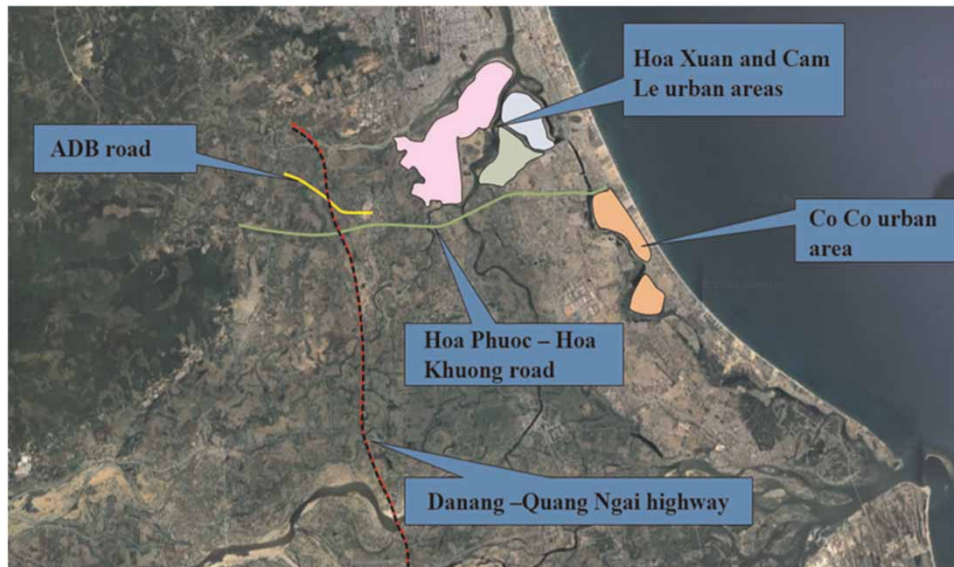 Hoa Xuan and Cam
Le urban areas
ADB road
Co Co urban
area
Hoa Phuoc – Hoa
Khuong road
Danang –Quang Ngai highway